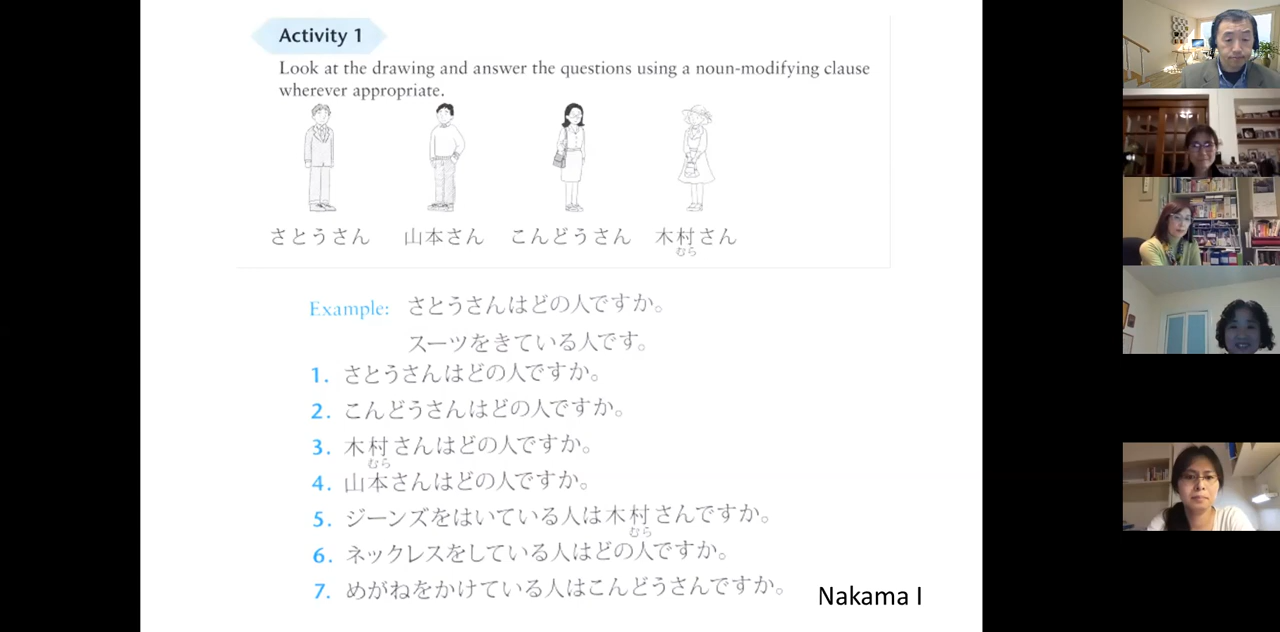 Activity 1
Look at the drawing and answer the questions using a noun-modifying clause
wherever appropriate.
さとうさん 山本さん こんどうさん 木村さん
むら
Example: さとうさんはどの人ですか。
スーツをきている人です。
1. さとうさんはどの人ですか。
2. こんどうさんはどの人ですか。
3. 木村さんはどの人ですか。
むら
4. 山本さんはどの人ですか。
5. ジーンズをはいている人は木村さんですか。
むら
6. ネックレスをしている人はどの人ですか。
7. めがねをかけている人はこんどうさんですか。
Nakama I